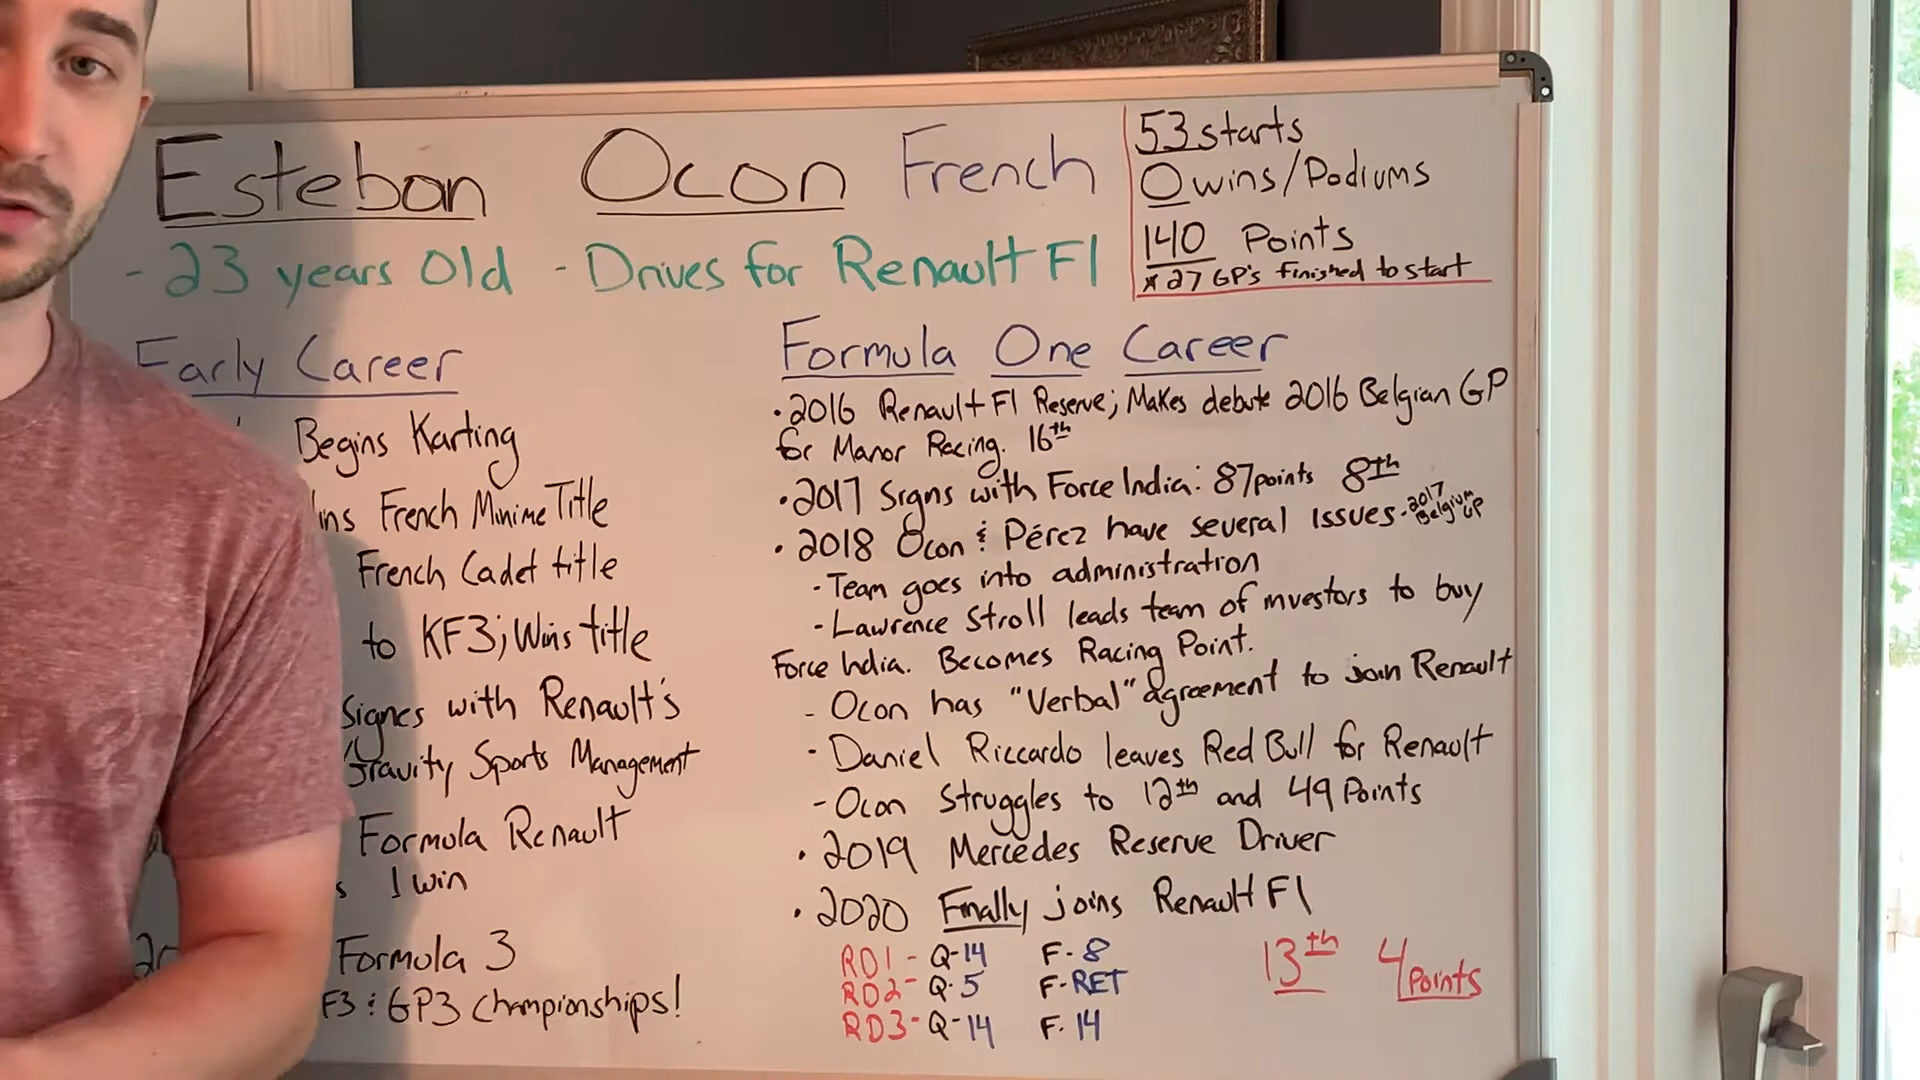 Esteban Ocon French
- 23 years old - Drives for Renault F1
53 starts
0 wins/Podiums
140 Points
* 27 GP's finished to start
Early Career
Begins Karting
ins French Minime Title
French Cadet title
to KF3; Wins title
Signes with Renault's
Gravity Sports Management
Formula Renault
s 1 win
Formula 3
F3 & GP3 Championships!
Formula One Career
• 2016 Renault F1 Reserve; Makes debute 2016 Belgian GP
for Manor Racing. 16th
• 2017 Signs with Force India: 87 points 8th
• 2018 Ocon & Pérez have several issues - 2017 Belgium GP
- Team goes into administration
- Lawrence Stroll leads team of investors to buy
Force India. Becomes Racing Point.
- Ocon has "Verbal" agreement to join Renault
- Daniel Riccardo leaves Red Bull for Renault
- Ocon struggles to 12th and 49 Points
• 2019 Mercedes Reserve Driver
• 2020 Finally joins Renault F1
RD1 - Q-14 F-8
RD2 - Q-5 F-RET
RD3 - Q-14 F-14
13th 4 Points